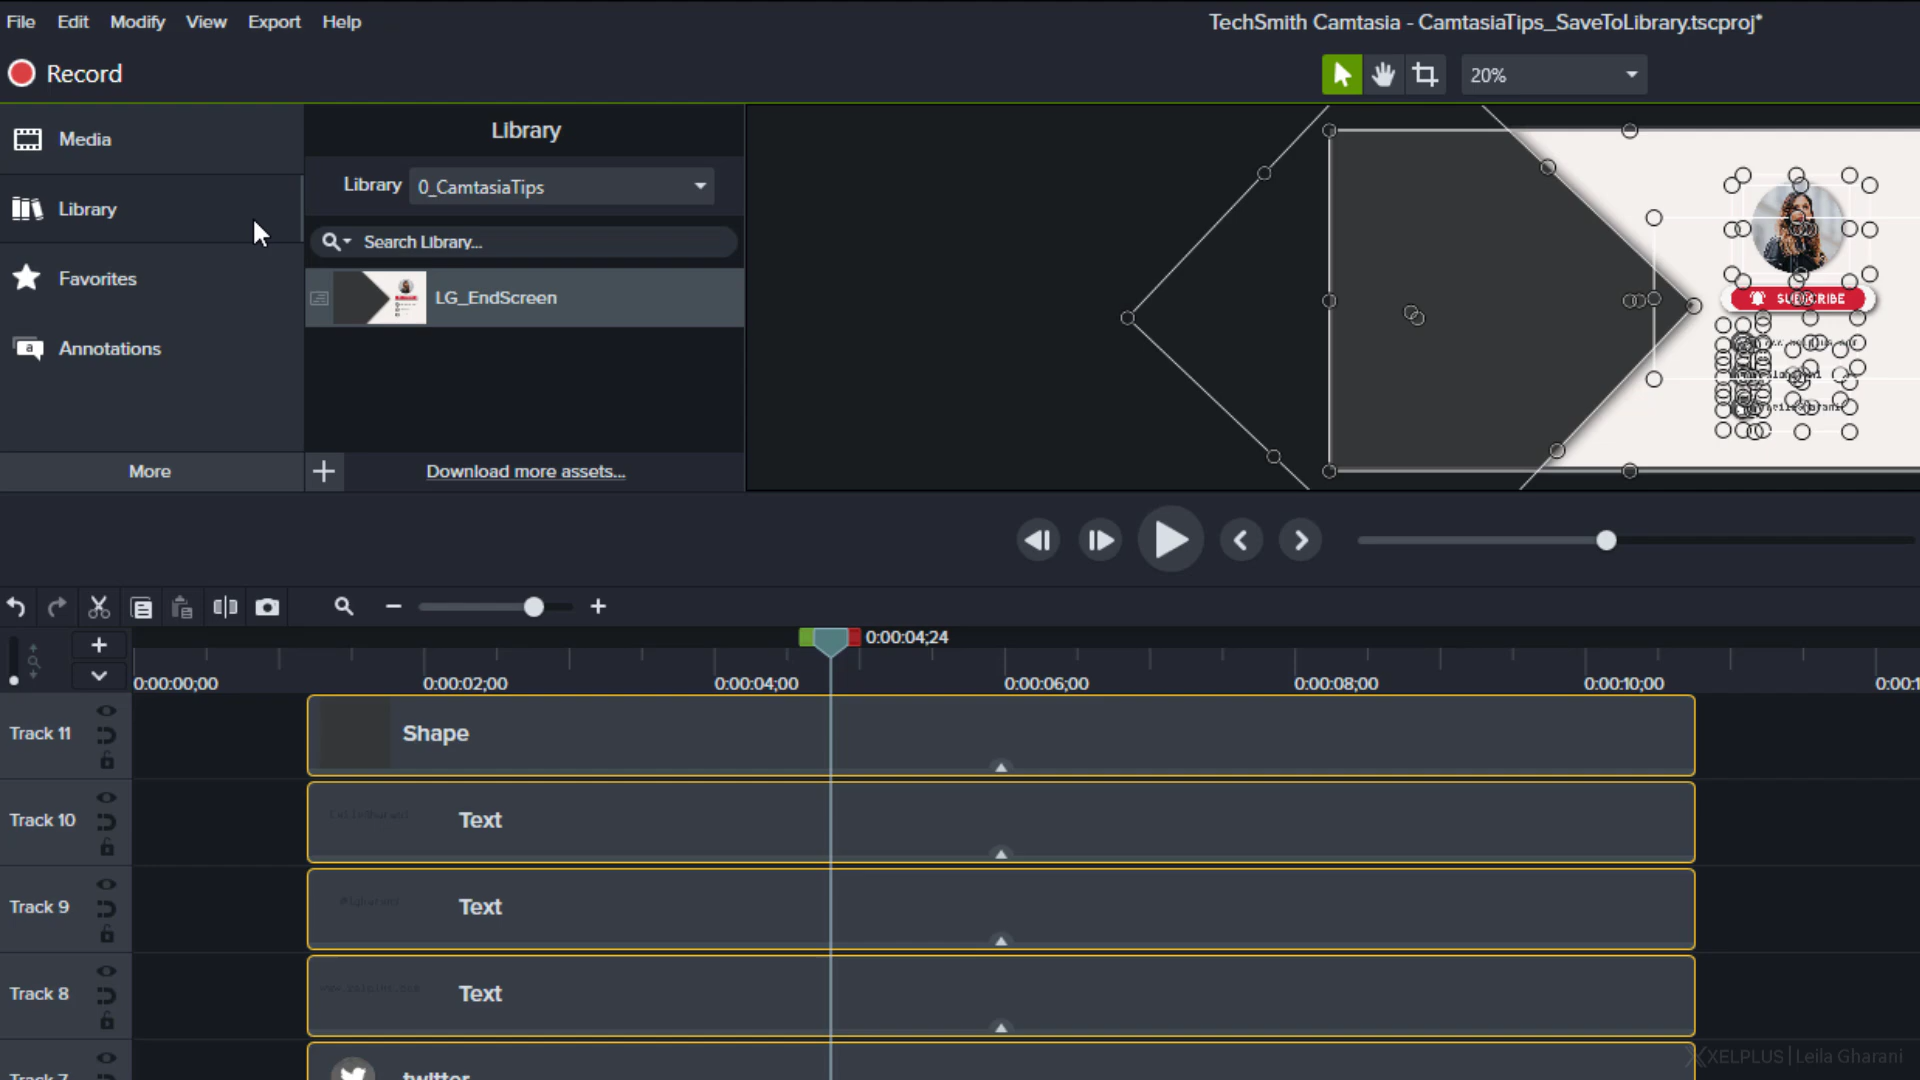 File Edit Modify View Export Help
TechSmith Camtasia - CamtasiaTips_SaveToLibrary.tscproj*
Record
20%
Media
Library
Favorites
Annotations
More
Library
Library 0_CamtasiaTips
Search Library...
LG_EndScreen
Download more assets...
SUBSCRIBE
0:00:04;24
0:00:00;00 0:00:02;00 0:00:04;00 0:00:06;00 0:00:08;00 0:00:10;00
Track 11 Shape
Track 10 Text
Track 9 Text
Track 8 Text
Track 7 twitter
XELPLUS | Leila Gharani